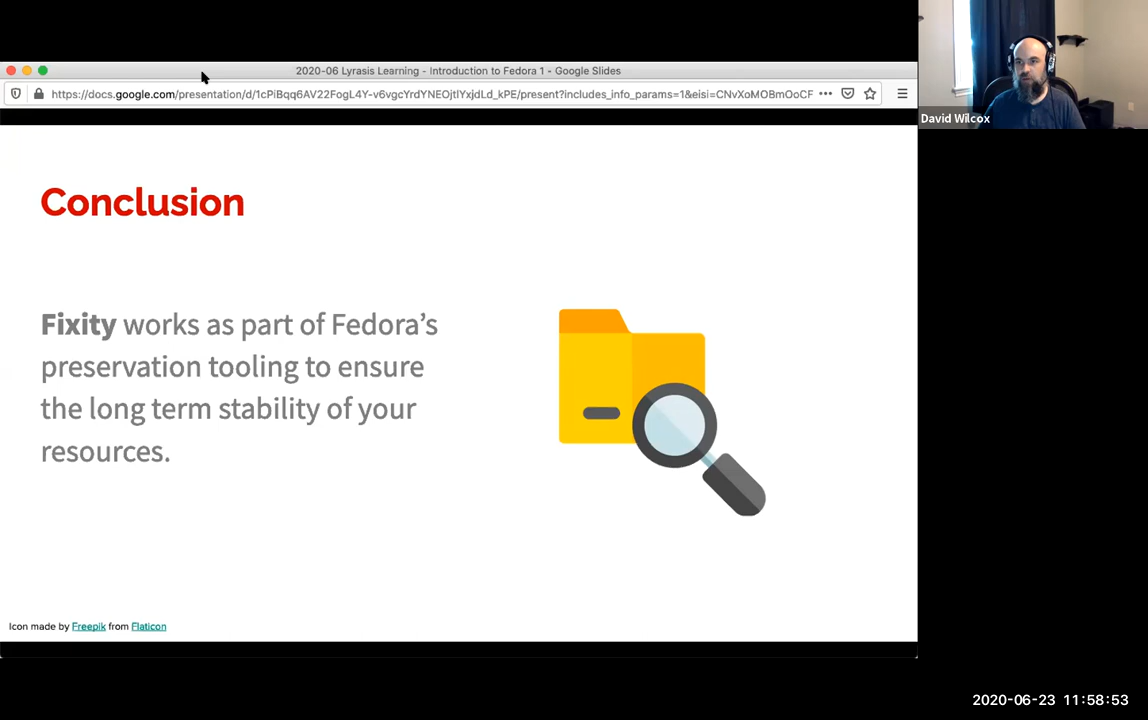 2020-06 Lyrasis Learning - Introduction to Fedora 1 - Google Slides
https://docs.google.com/presentation/d/1cPiBqq6AV22FogL4Y-v6vgcYrdYNEOjtlYxjdLd_kPE/present?includes_info_params=1&eisi=CNvXoMOBmOoCF
David Wilcox
Conclusion
Fixity works as part of Fedora’s
preservation tooling to ensure
the long term stability of your
resources.
Icon made by Freepik from Flaticon
2020-06-23 11:58:53